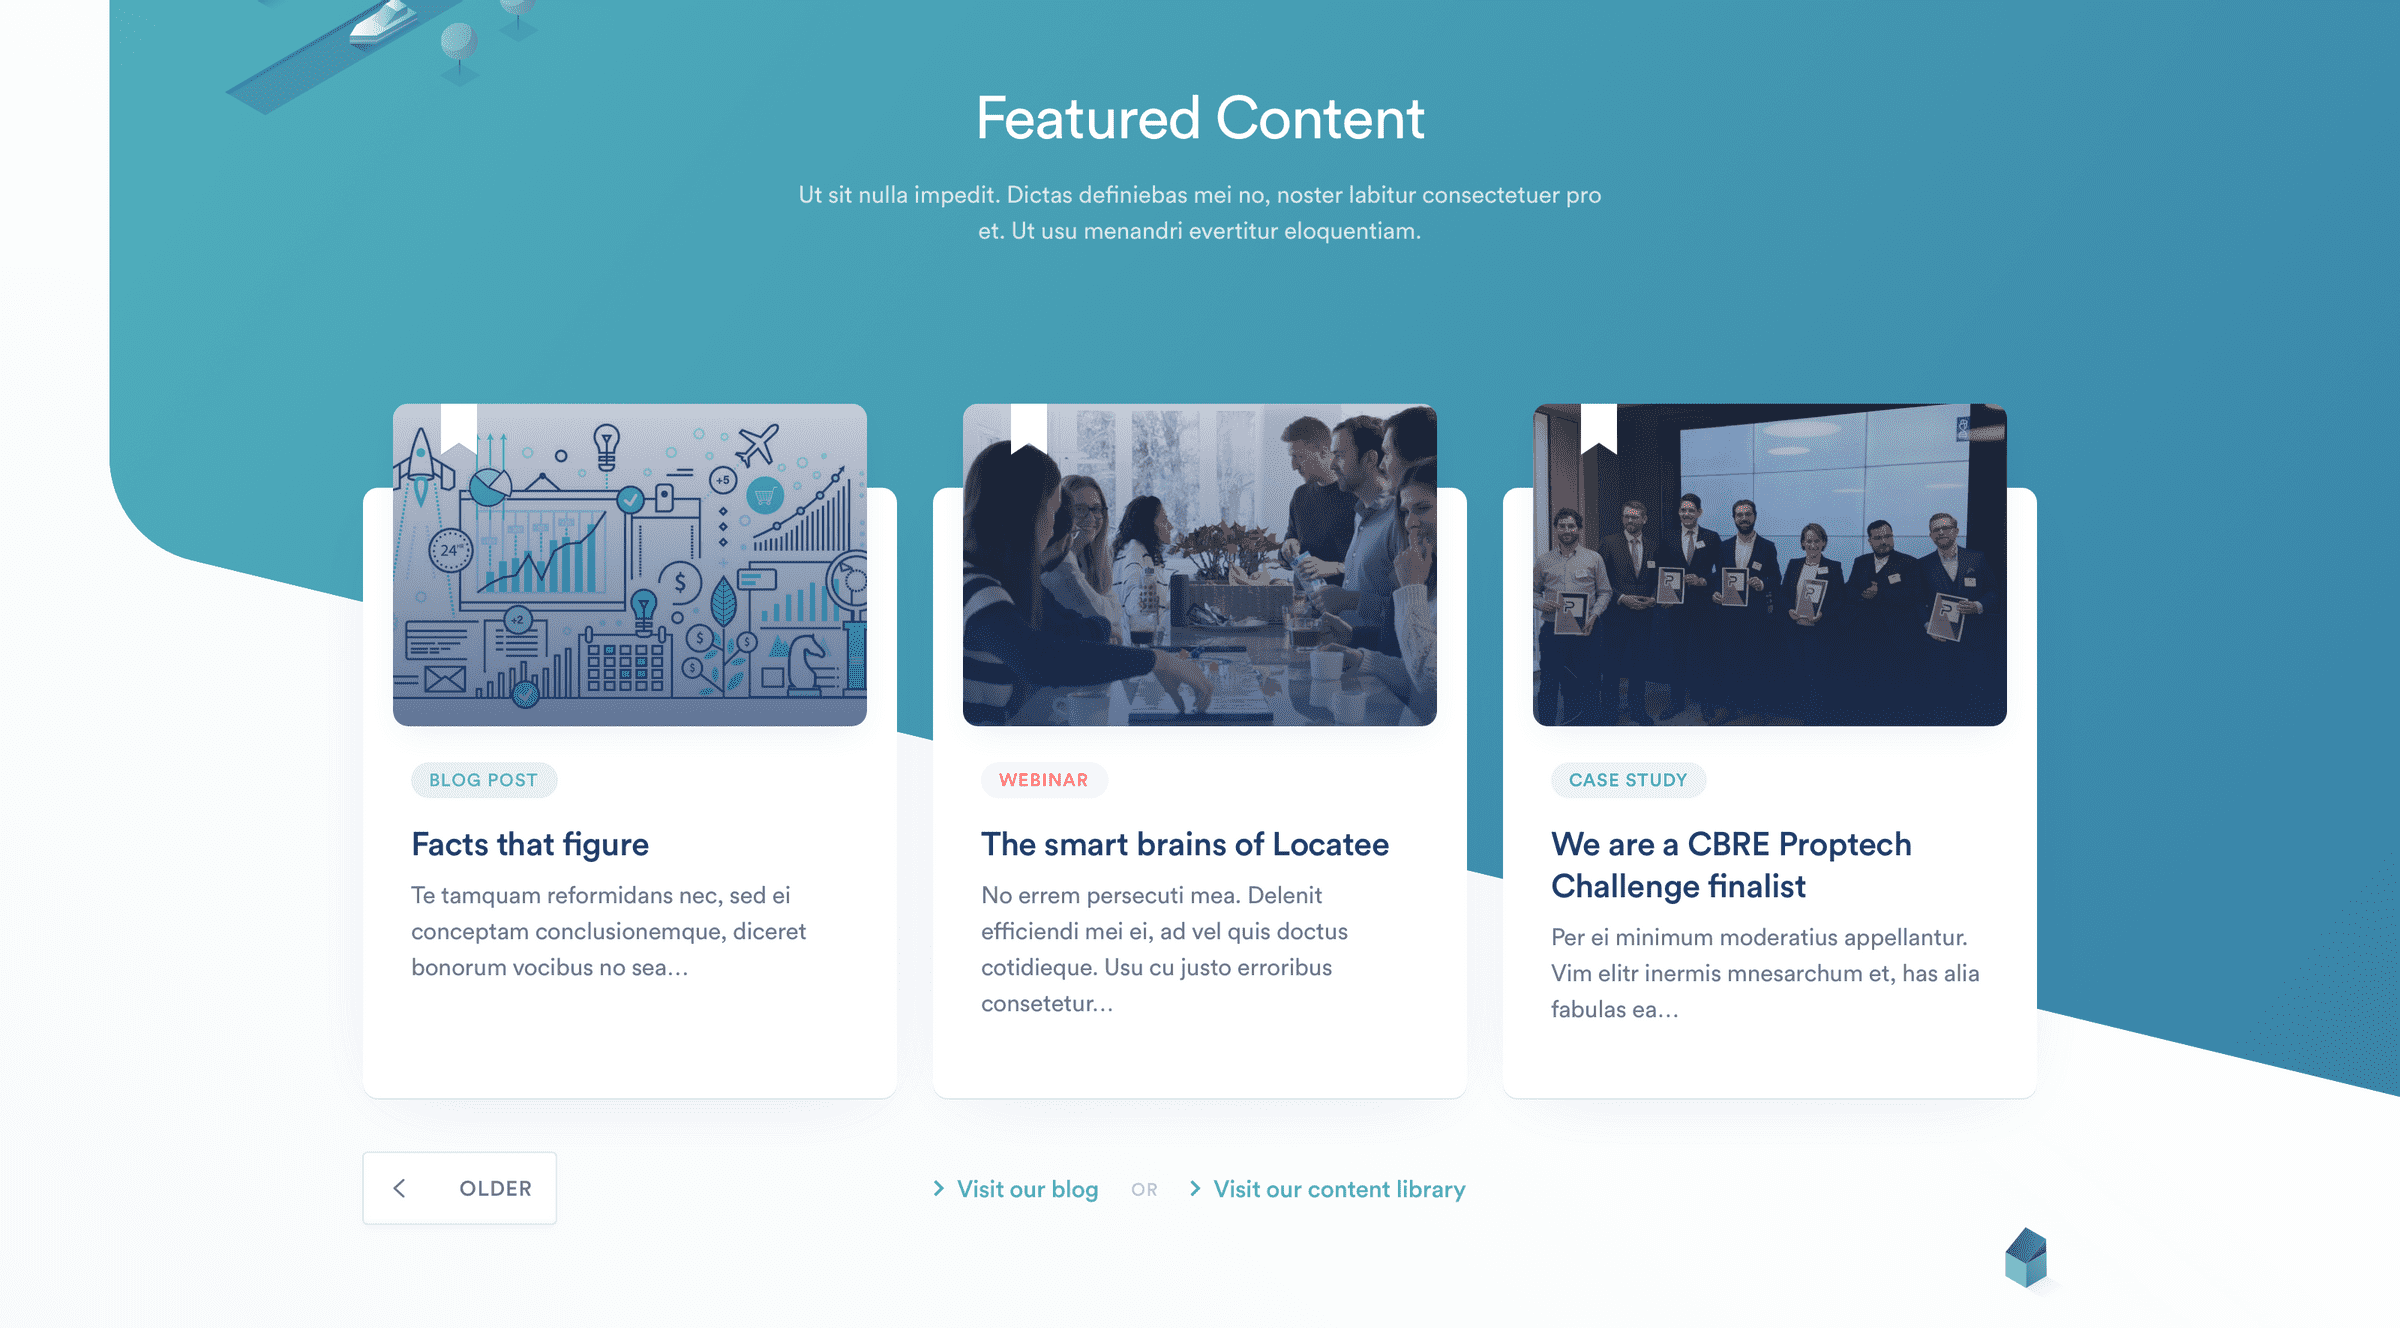 Featured Content
Ut sit nulla impedit. Dictas definiebas mei no, noster labitur consectetuer pro
et. Ut usu menandri evertitur eloquentiam.
+5
24
$
+2
$
$
$
BLOG POST
Facts that figure
Te tamquam reformidans nec, sed ei
conceptam conclusionemque, diceret
bonorum vocibus no sea…
WEBINAR
The smart brains of Locatee
No errem persecuti mea. Delenit
efficiendi mei ei, ad vel quis doctus
cotidieque. Usu cu justo erroribus
consetetur…
CASE STUDY
We are a CBRE Proptech
Challenge finalist
Per ei minimum moderatius appellantur.
Vim elitr inermis mnesarchum et, has alia
fabulas ea…
OLDER
Visit our blog
OR
Visit our content library